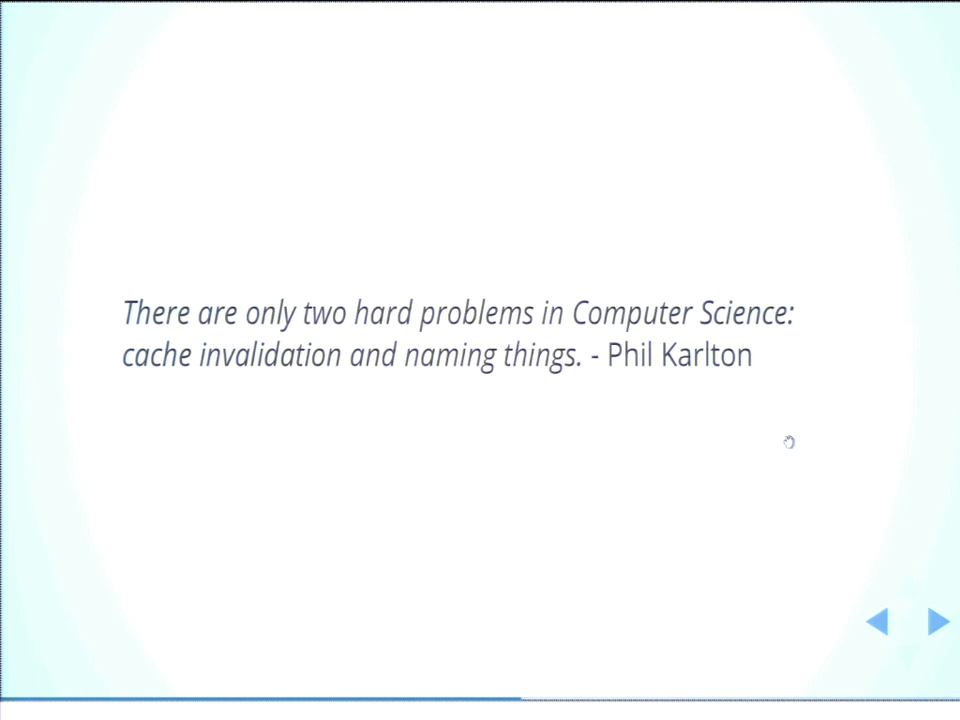 There are only two hard problems in Computer Science:
cache invalidation and naming things. - Phil Karlton